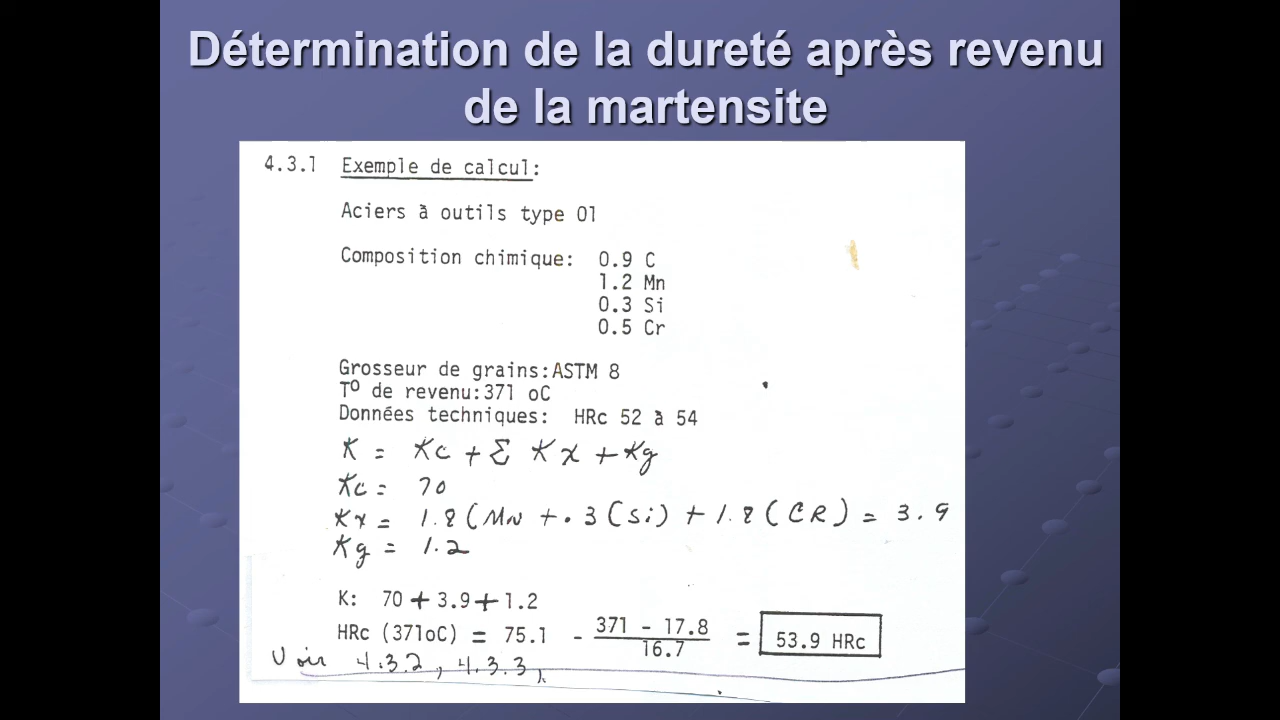 Détermination de la dureté après revenu
de la martensite
4.3.1 Exemple de calcul:
Aciers à outils type O1
Composition chimique: 0.9 C
1.2 Mn
0.3 Si
0.5 Cr
Grosseur de grains:ASTM 8
Tº de revenu:371 oC
Données techniques: HRc 52 à 54
K = Kc + Σ Kx + Kg
Kc = 70
Kx = 1.8 (MN + .3 (Si) + 1.8 (CR) = 3.9
Kg = 1.2
K: 70 + 3.9 + 1.2
HRc (371oC) = 75.1 - 371 - 17.8 / 16.7 = 53.9 HRc
Voir 4.3.2, 4.3.3,